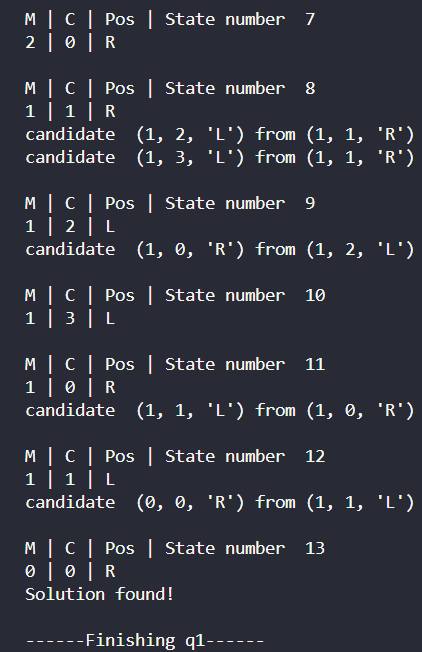 M | C | Pos | State number  7
2 | 0 | R
M | C | Pos | State number  8
1 | 1 | R
candidate  (1, 2, 'L') from (1, 1, 'R')
candidate  (1, 3, 'L') from (1, 1, 'R')
M | C | Pos | State number  9
1 | 2 | L
candidate  (1, 0, 'R') from (1, 2, 'L')
M | C | Pos | State number  10
1 | 3 | L
M | C | Pos | State number  11
1 | 0 | R
candidate  (1, 1, 'L') from (1, 0, 'R')
M | C | Pos | State number  12
1 | 1 | L
candidate  (0, 0, 'R') from (1, 1, 'L')
M | C | Pos | State number  13
0 | 0 | R
Solution found!
------Finishing q1------